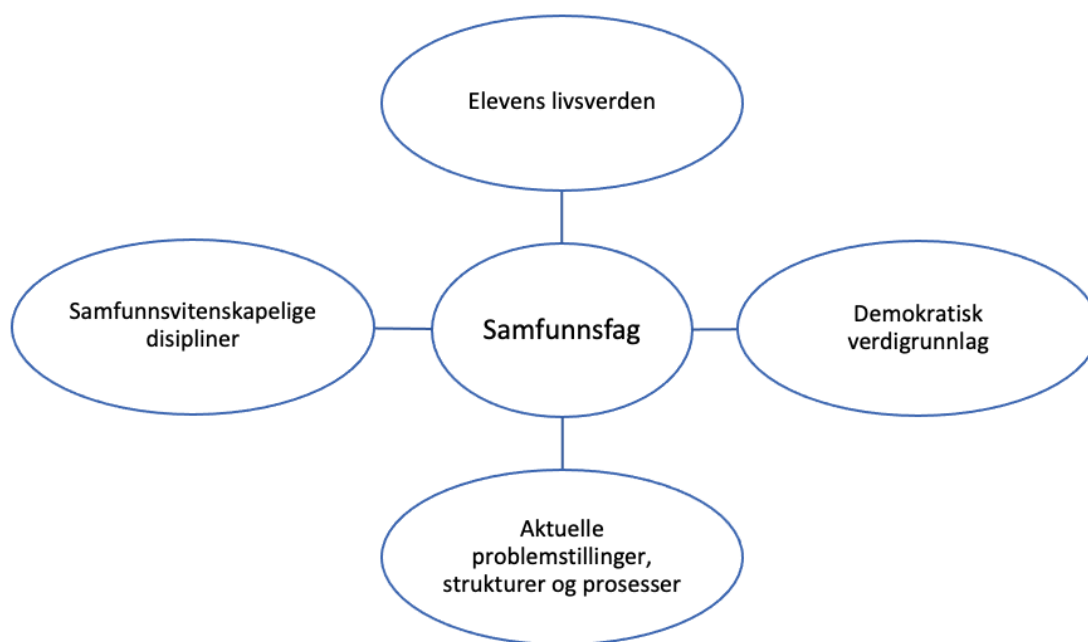 Elevens livsverden
Samfunnsvitenskapelige
disipliner
Samfunnsfag
Demokratisk
verdigrunnlag
Aktuelle
problemstillinger,
strukturer og prosesser